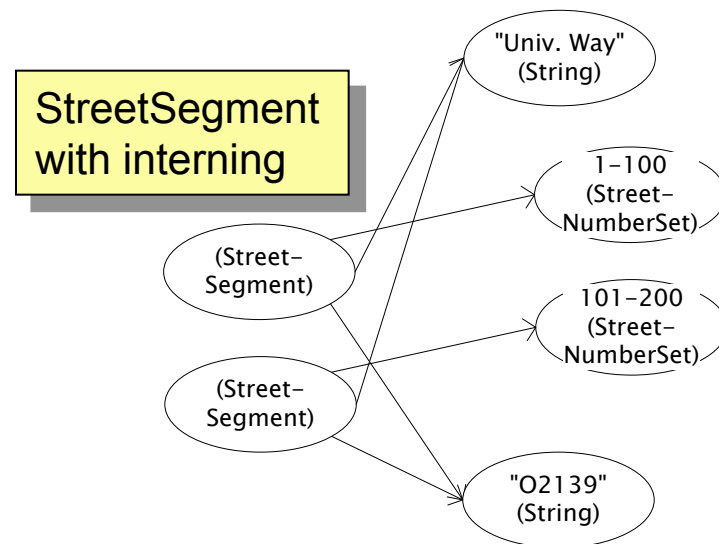 StreetSegment
with interning
"Univ. Way"
(String)
1–100
(Street–
NumberSet)
(Street–
Segment)
101–200
(Street–
NumberSet)
(Street–
Segment)
"O2139"
(String)